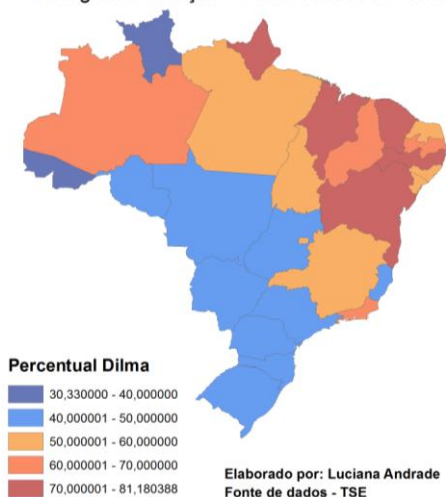 Percentual Dilma
30,330000 - 40,000000
40,000001 - 50,000000
50,000001 - 60,000000
60,000001 - 70,000000
70,000001 - 81,180388
Elaborado por: Luciana Andrade
Fonte de dados - TSE